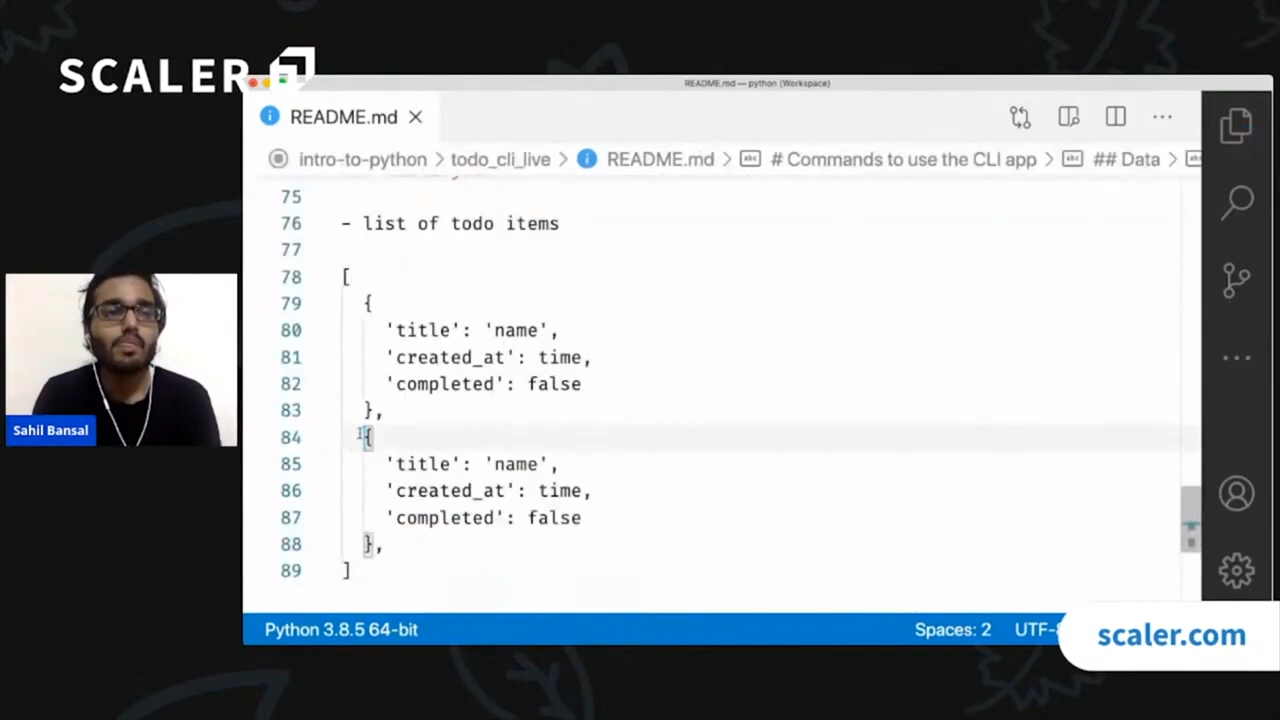 SCALER
README.md — python (Workspace)
README.md
intro-to-python > todo_cli_live > README.md > # Commands to use the CLI app > ## Data >
75
76 - list of todo items
77
78 [
79 {
80 'title': 'name',
81 'created_at': time,
82 'completed': false
83 },
84 {
85 'title': 'name',
86 'created_at': time,
87 'completed': false
88 },
89 ]
Sahil Bansal
Python 3.8.5 64-bit
Spaces: 2
UTF-8
scaler.com